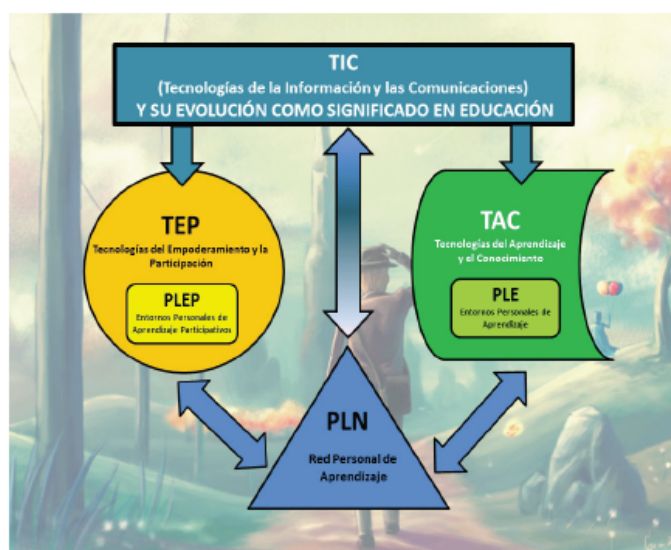 TIC
(Tecnologías de la Información y las Comunicaciones)
Y SU EVOLUCIÓN COMO SIGNIFICADO EN EDUCACIÓN
TEP
Tecnologías del Empoderamiento y la
Participación
PLEP
Entornos Personales de
Aprendizaje Participativos
TAC
Tecnologías del Aprendizaje
y el Conocimiento
PLE
Entornos Personales de
Aprendizaje
PLN
Red Personal de
Aprendizaje